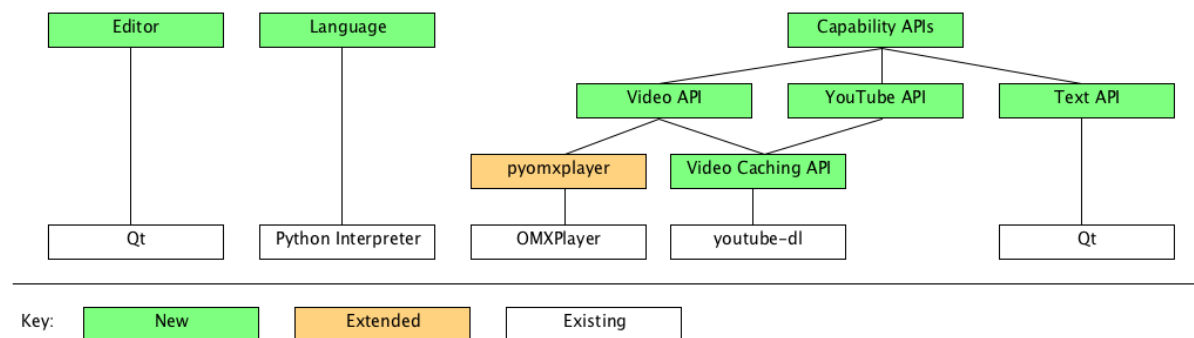 Editor
Language
Capability APIs
Video API
YouTube API
Text API
pyomxplayer
Video Caching API
Qt
Python Interpreter
OMXPlayer
youtube-dl
Qt
Key:
New
Extended
Existing